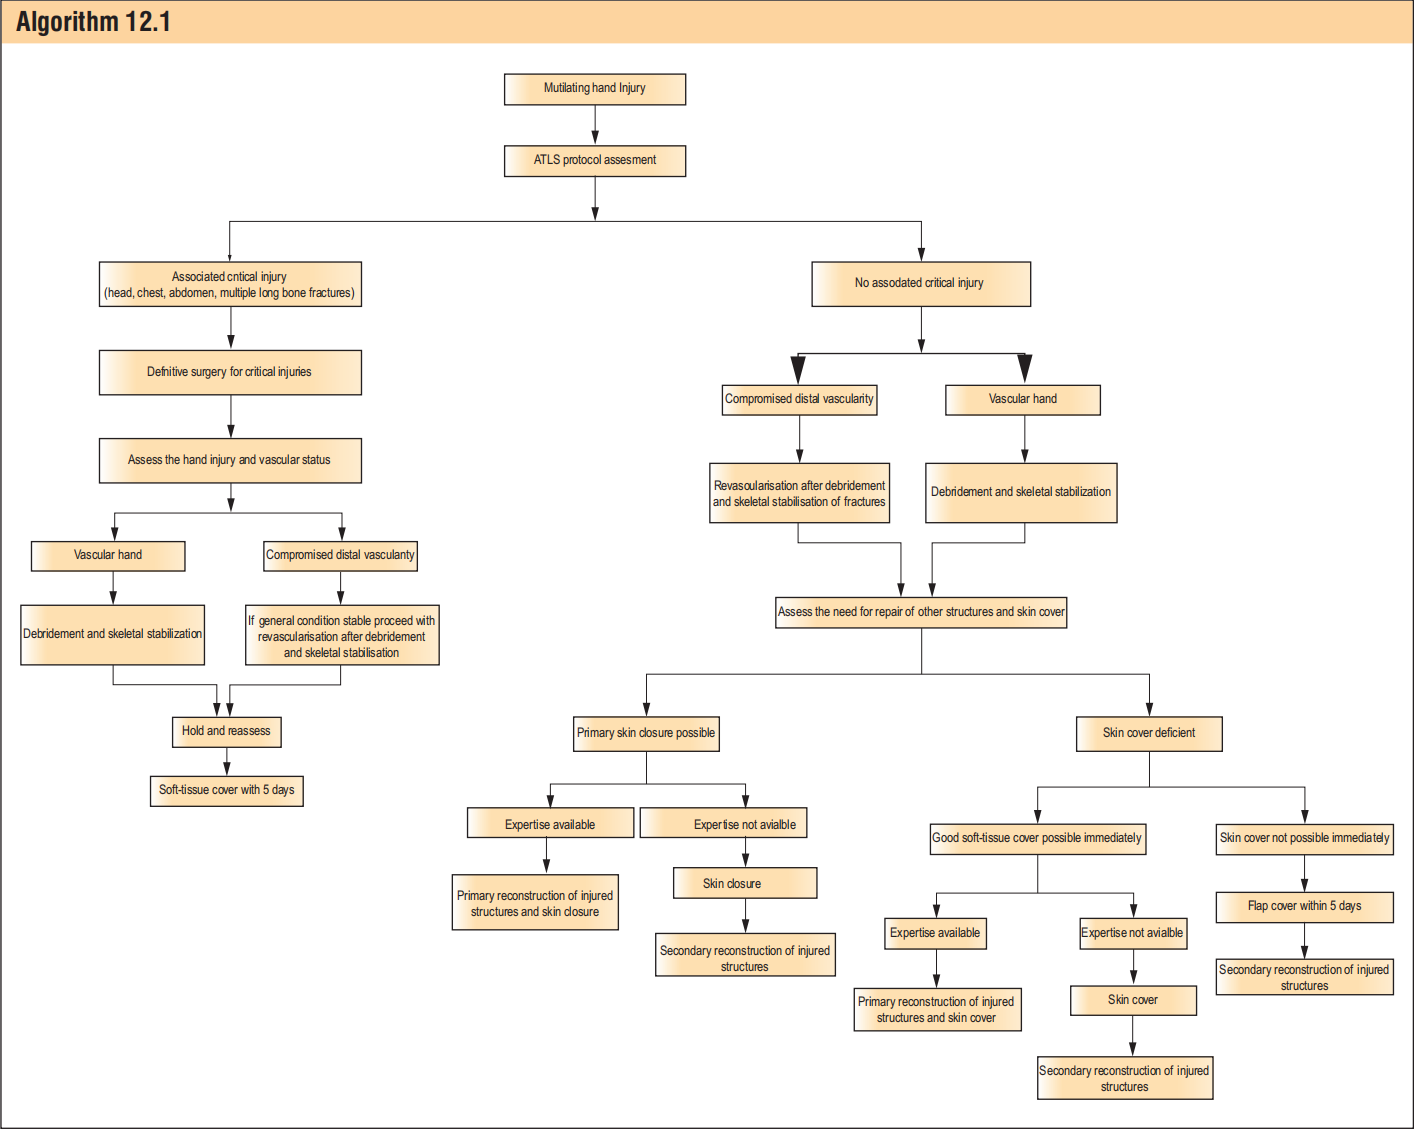 Algorithm 12.1
Mutilating hand Injury
ATLS protocol assesment
Associated cntical injury
(head, chest, abdomen, multiple long bone fractures)
Defnitive surgery for critical injuries
Assess the hand injury and vascular status
Vascular hand
Compromised distal vasculanty
Debridement and skeletal stabilization
If general condition stable proceed with
revascularisation after debridement
and skeletal stabilisation
Hold and reassess
Soft-tissue cover with 5 days
No assodated critical injury
Compromised distal vascularity
Vascular hand
Revasoularisation after debridement
and skeletal stabilisation of fractures
Debridement and skeletal stabilization
Assess the need for repair of other structures and skin cover
Primary skin closure possible
Skin cover deficient
Expertise available
Expertise not avialble
Primary reconstruction of injured
structures and skin closure
Skin closure
Secondary reconstruction of injured
structures
Good soft-tissue cover possible immediately
Skin cover not possible immediately
Expertise available
Expertise not avialble
Primary reconstruction of injured
structures and skin cover
Skin cover
Secondary reconstruction of injured
structures
Flap cover within 5 days
Secondary reconstruction of injured
structures